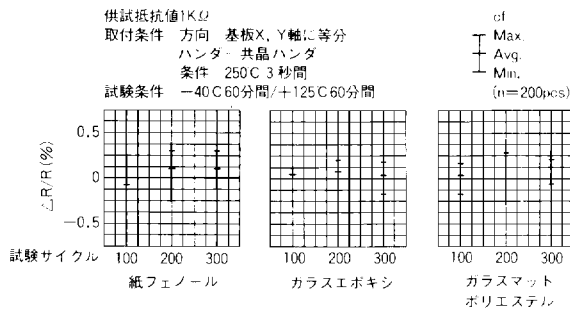 供試抵抗値1KΩ
取付条件 方向 基板X, Y軸に等分
ハンダ 共晶ハンダ
条件 250℃ 3秒間
試験条件 −40℃60分間/+125℃60分間
cf
Max.
Avg.
Min.
(n=200pcs)
△R/R(%)
0.5
0
−0.5
試験サイクル
100 200 300
100 200 300
100 200 300
紙フェノール
ガラスエポキシ
ガラスマット
ポリエステル